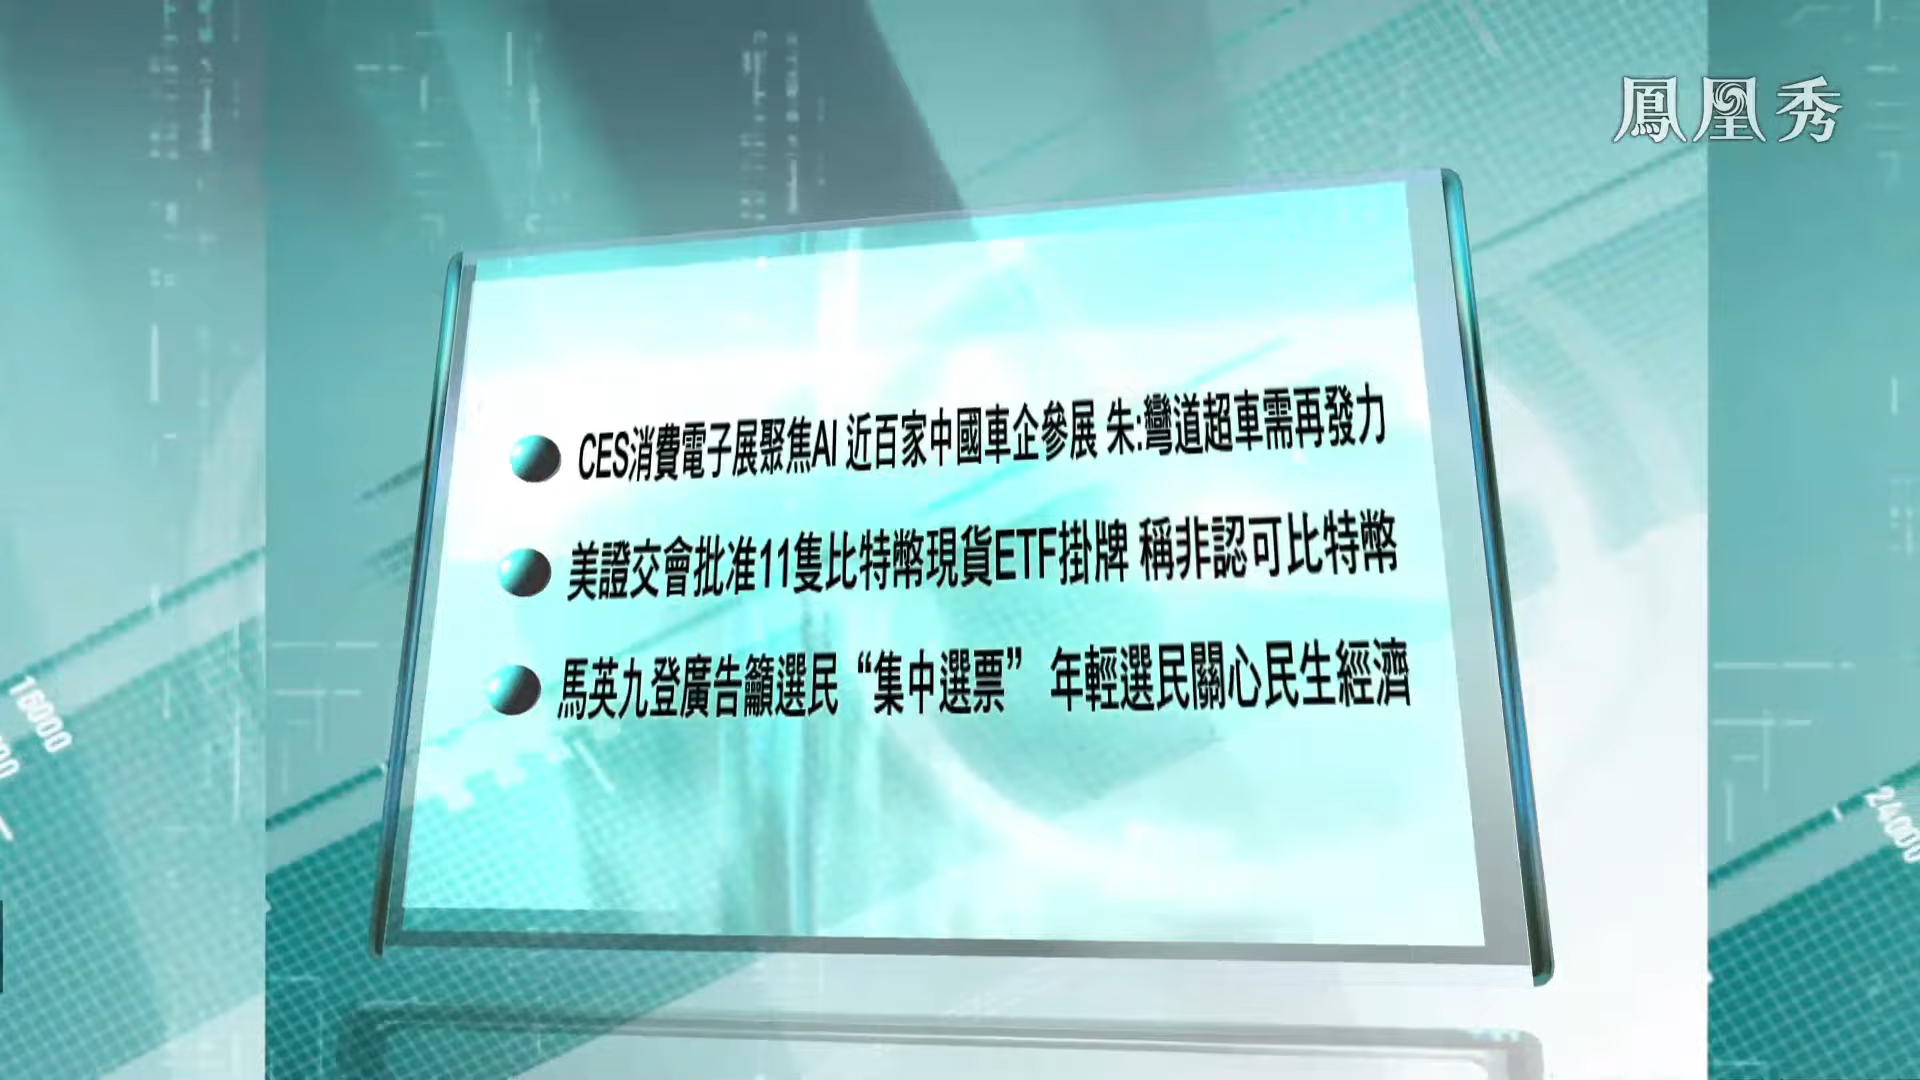 鳳凰秀
CES消費電子展聚焦AI 近百家中國車企參展 朱:彎道超車需再發力
美證交會批准11隻比特幣現貨ETF掛牌 稱非認可比特幣
馬英九登廣告籲選民“集中選票” 年輕選民關心民生經濟
16000
24000